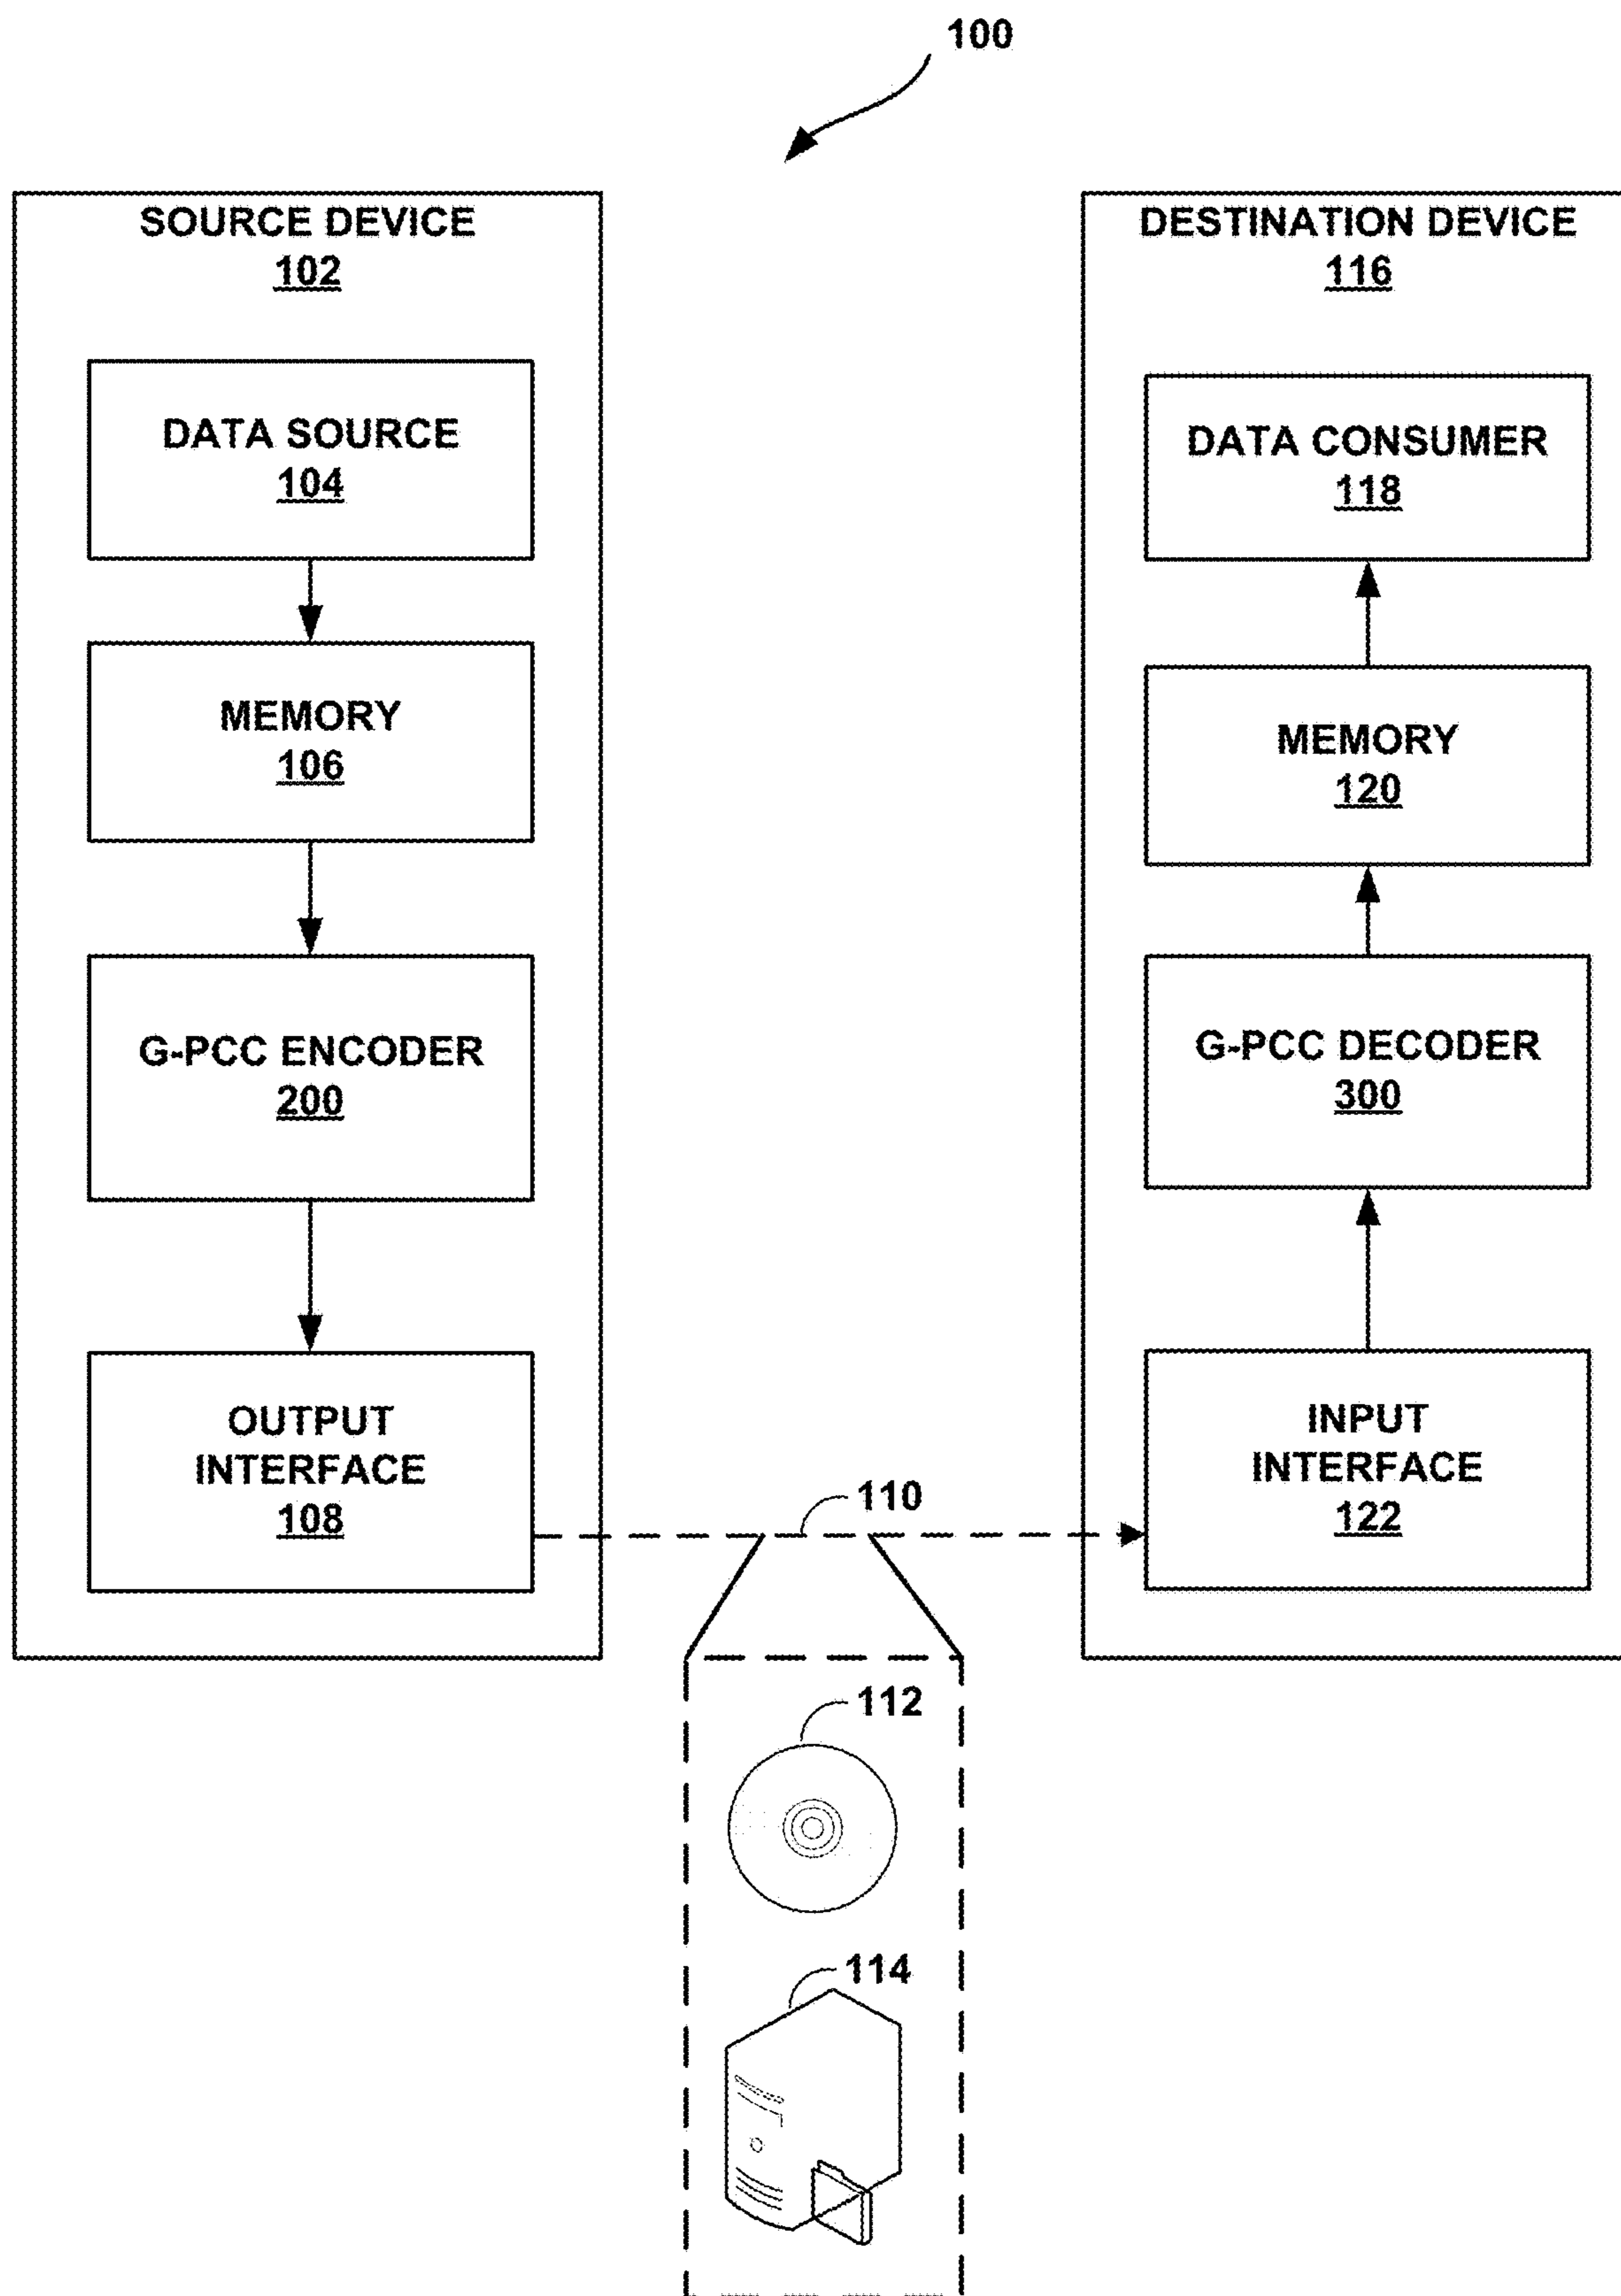 100
SOURCE DEVICE
102
DATA SOURCE
104
MEMORY
106
G-PCC ENCODER
200
OUTPUT
INTERFACE
108
DESTINATION DEVICE
116
DATA CONSUMER
118
MEMORY
120
G-PCC DECODER
300
INPUT
INTERFACE
122
110
112
114